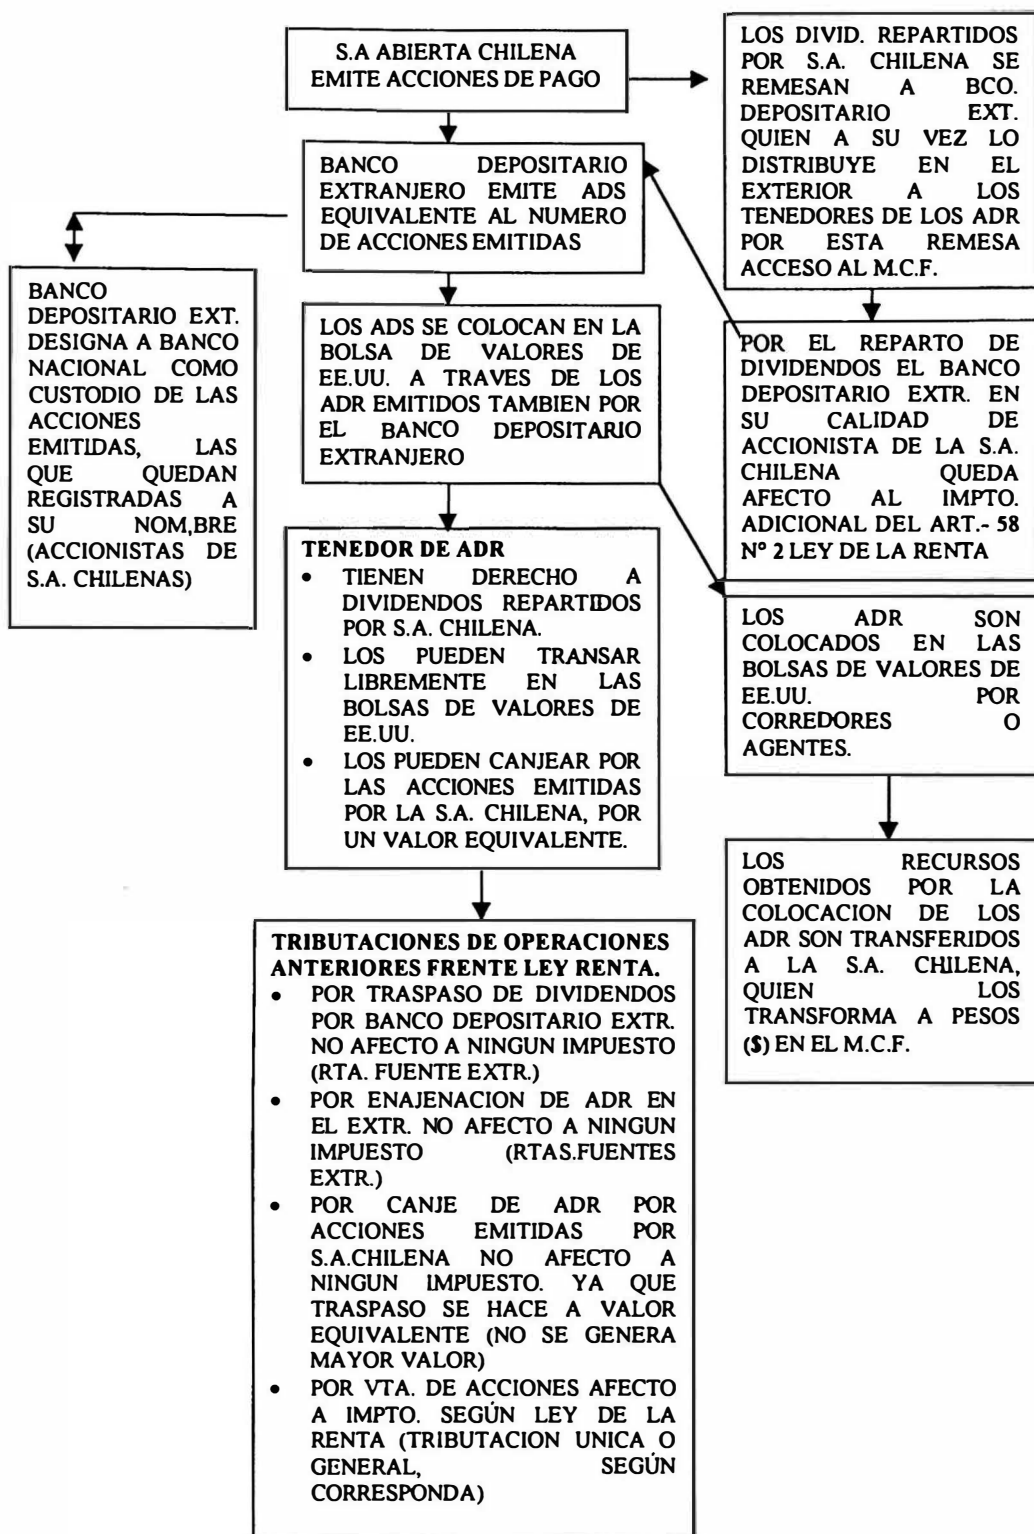 S.A ABIERTA CHILENA
EMITE ACCIONES DE PAGO
LOS DIVID. REPARTIDOS
POR S.A. CHILENA SE
REMESAN A BCO.
DEPOSITARIO EXT.
QUIEN A SU VEZ LO
DISTRIBUYE EN EL
EXTERIOR A LOS
TENEDORES DE LOS ADR
POR ESTA REMESA
ACCESO AL M.C.F.
BANCO DEPOSITARIO
EXTRANJERO EMITE ADS
EQUIVALENTE AL NUMERO
DE ACCIONES EMITIDAS
BANCO
DEPOSITARIO EXT.
DESIGNA A BANCO
NACIONAL COMO
CUSTODIO DE LAS
ACCIONES
EMITIDAS, LAS
QUE QUEDAN
REGISTRADAS A
SU NOM,BRE
(ACCIONISTAS DE
S.A. CHILENAS)
LOS ADS SE COLOCAN EN LA
BOLSA DE VALORES DE
EE.UU. A TRAVES DE LOS
ADR EMITIDOS TAMBIEN POR
EL BANCO DEPOSITARIO
EXTRANJERO
POR EL REPARTO DE
DIVIDENDOS EL BANCO
DEPOSITARIO EXTR. EN
SU CALIDAD DE
ACCIONISTA DE LA S.A.
CHILENA QUEDA
AFECTO AL IMPTO.
ADICIONAL DEL ART.- 58
Nº 2 LEY DE LA RENTA
TENEDOR DE ADR
• TIENEN DERECHO A
DIVIDENDOS REPARTIDOS
POR S.A. CHILENA.
• LOS PUEDEN TRANSAR
LIBREMENTE EN LAS
BOLSAS DE VALORES DE
EE.UU.
• LOS PUEDEN CANJEAR POR
LAS ACCIONES EMITIDAS
POR LA S.A. CHILENA, POR
UN VALOR EQUIVALENTE.
LOS ADR SON
COLOCADOS EN LAS
BOLSAS DE VALORES DE
EE.UU. POR
CORREDORES O
AGENTES.
LOS RECURSOS
OBTENIDOS POR LA
COLOCACION DE LOS
ADR SON TRANSFERIDOS
A LA S.A. CHILENA,
QUIEN LOS
TRANSFORMA A PESOS
($) EN EL M.C.F.
TRIBUTACIONES DE OPERACIONES
ANTERIORES FRENTE LEY RENTA.
• POR TRASPASO DE DIVIDENDOS
POR BANCO DEPOSITARIO EXTR.
NO AFECTO A NINGUN IMPUESTO
(RTA. FUENTE EXTR.)
• POR ENAJENACION DE ADR EN
EL EXTR. NO AFECTO A NINGUN
IMPUESTO (RTAS.FUENTES
EXTR.)
• POR CANJE DE ADR POR
ACCIONES EMITIDAS POR
S.A.CHILENA NO AFECTO A
NINGUN IMPUESTO. YA QUE
TRASPASO SE HACE A VALOR
EQUIVALENTE (NO SE GENERA
MAYOR VALOR)
• POR VTA. DE ACCIONES AFECTO
A IMPTO. SEGÚN LEY DE LA
RENTA (TRIBUTACION UNICA O
GENERAL, SEGÚN
CORRESPONDA)